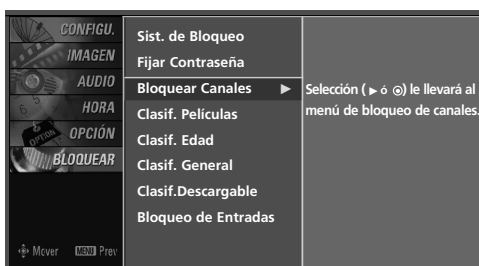 CONFIGU.
IMAGEN
AUDIO
HORA
OPCIÓN
BLOQUEAR
Mover MENU Prev
Sist. de Bloqueo
Fijar Contraseña
Bloquear Canales ►
Clasif. Películas
Clasif. Edad
Clasif. General
Clasif.Descargable
Bloqueo de Entradas
Selección ( ► ó ◉) le llevará al
menú de bloqueo de canales.